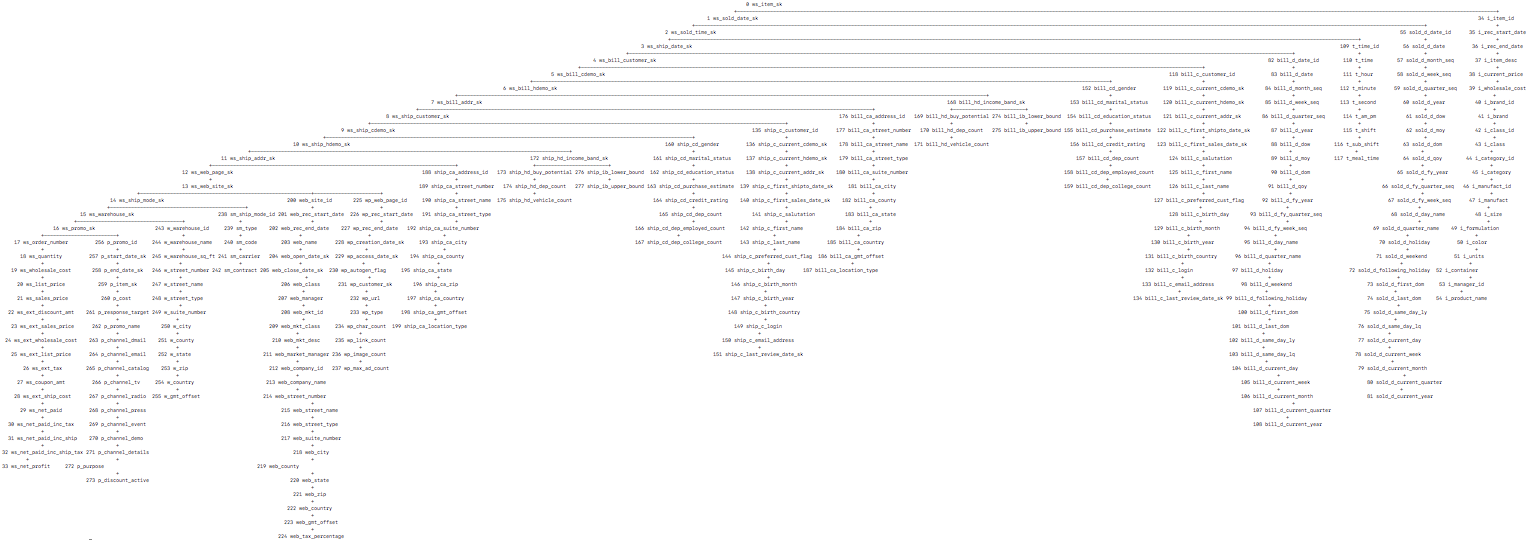 0 ws_item_sk
1 ws_sold_date_sk 34 i_item_id
2 ws_sold_time_sk 55 sold_d_date_id 35 i_rec_start_date
3 ws_ship_date_sk 109 t_time_id 56 sold_d_date 36 i_rec_end_date
4 ws_bill_customer_sk 82 bill_d_date_id 110 t_time 57 sold_d_month_seq 37 i_item_desc
5 ws_bill_cdemo_sk 118 bill_c_customer_id 83 bill_d_date 111 t_hour 58 sold_d_week_seq 38 i_current_price
6 ws_bill_hdemo_sk 152 bill_cd_gender 119 bill_c_current_cdemo_sk 84 bill_d_month_seq 112 t_minute 59 sold_d_quarter_seq 39 i_wholesale_cost
7 ws_bill_addr_sk 168 bill_hd_income_band_sk 153 bill_cd_marital_status 120 bill_c_current_hdemo_sk 85 bill_d_week_seq 113 t_second 60 sold_d_year 40 i_brand_id
8 ws_ship_customer_sk 176 bill_ca_address_id 169 bill_hd_buy_potential 274 bill_ib_lower_bound 154 bill_cd_education_status 121 bill_c_current_addr_sk 86 bill_d_quarter_seq 114 t_am_pm 61 sold_d_dow 41 i_brand
9 ws_ship_cdemo_sk 135 ship_c_customer_id 177 bill_ca_street_number 170 bill_hd_dep_count 275 bill_ib_upper_bound 155 bill_cd_purchase_estimate 122 bill_c_first_shipto_date_sk 87 bill_d_year 115 t_shift 62 sold_d_moy 42 i_class_id
10 ws_ship_hdemo_sk 160 ship_cd_gender 136 ship_c_current_cdemo_sk 178 bill_ca_street_name 171 bill_hd_vehicle_count 156 bill_cd_credit_rating 123 bill_c_first_sales_date_sk 88 bill_d_dow 116 t_sub_shift 63 sold_d_dom 43 i_class
11 ws_ship_addr_sk 172 ship_hd_income_band_sk 161 ship_cd_marital_status 137 ship_c_current_hdemo_sk 179 bill_ca_street_type 157 bill_cd_dep_count 124 bill_c_salutation 89 bill_d_moy 117 t_meal_time 64 sold_d_qoy 44 i_category_id
12 ws_web_page_sk 188 ship_ca_address_id 173 ship_hd_buy_potential 276 ship_ib_lower_bound 162 ship_cd_education_status 138 ship_c_current_addr_sk 180 bill_ca_suite_number 158 bill_cd_dep_employed_count 125 bill_c_first_name 90 bill_d_dom 65 sold_d_fy_year 45 i_category
13 ws_web_site_sk 189 ship_ca_street_number 174 ship_hd_dep_count 277 ship_ib_upper_bound 163 ship_cd_purchase_estimate 139 ship_c_first_shipto_date_sk 181 bill_ca_city 159 bill_cd_dep_college_count 126 bill_c_last_name 91 bill_d_qoy 66 sold_d_fy_quarter_seq 46 i_manufact_id
14 ws_ship_mode_sk 200 web_site_id 225 wp_web_page_id 190 ship_ca_street_name 175 ship_hd_vehicle_count 164 ship_cd_credit_rating 140 ship_c_first_sales_date_sk 182 bill_ca_county 127 bill_c_preferred_cust_flag 92 bill_d_fy_year 67 sold_d_fy_week_seq 47 i_manufact
15 ws_warehouse_sk 238 sm_ship_mode_id 201 web_rec_start_date 226 wp_rec_start_date 191 ship_ca_street_type 165 ship_cd_dep_count 141 ship_c_salutation 183 bill_ca_state 128 bill_c_birth_day 93 bill_d_fy_quarter_seq 68 sold_d_day_name 48 i_size
16 ws_promo_sk 243 w_warehouse_id 239 sm_type 202 web_rec_end_date 227 wp_rec_end_date 192 ship_ca_suite_number 166 ship_cd_dep_employed_count 142 ship_c_first_name 184 bill_ca_zip 129 bill_c_birth_month 94 bill_d_fy_week_seq 69 sold_d_quarter_name 49 i_formulation
17 ws_order_number 256 p_promo_id 244 w_warehouse_name 240 sm_code 203 web_name 228 wp_creation_date_sk 193 ship_ca_city 167 ship_cd_dep_college_count 143 ship_c_last_name 185 bill_ca_country 130 bill_c_birth_year 95 bill_d_day_name 70 sold_d_holiday 50 i_color
18 ws_quantity 257 p_start_date_sk 245 w_warehouse_sq_ft 241 sm_carrier 204 web_open_date_sk 229 wp_access_date_sk 194 ship_ca_county 144 ship_c_preferred_cust_flag 186 bill_ca_gmt_offset 131 bill_c_birth_country 96 bill_d_quarter_name 71 sold_d_weekend 51 i_units
19 ws_wholesale_cost 258 p_end_date_sk 246 w_street_number 242 sm_contract 205 web_close_date_sk 230 wp_autogen_flag 195 ship_ca_state 145 ship_c_birth_day 187 bill_ca_location_type 132 bill_c_login 97 bill_d_holiday 72 sold_d_following_holiday 52 i_container
20 ws_list_price 259 p_item_sk 247 w_street_name 206 web_class 231 wp_customer_sk 196 ship_ca_zip 146 ship_c_birth_month 133 bill_c_email_address 98 bill_d_weekend 73 sold_d_first_dom 53 i_manager_id
21 ws_sales_price 260 p_cost 248 w_street_type 207 web_manager 232 wp_url 197 ship_ca_country 147 ship_c_birth_year 134 bill_c_last_review_date_sk 99 bill_d_following_holiday 74 sold_d_last_dom 54 i_product_name
22 ws_ext_discount_amt 261 p_response_target 249 w_suite_number 208 web_mkt_id 233 wp_type 198 ship_ca_gmt_offset 148 ship_c_birth_country 100 bill_d_first_dom 75 sold_d_same_day_ly
23 ws_ext_sales_price 262 p_promo_name 250 w_city 209 web_mkt_class 234 wp_char_count 199 ship_ca_location_type 149 ship_c_login 101 bill_d_last_dom 76 sold_d_same_day_lq
24 ws_ext_wholesale_cost 263 p_channel_dmail 251 w_county 210 web_mkt_desc 235 wp_link_count 150 ship_c_email_address 102 bill_d_same_day_ly 77 sold_d_current_day
25 ws_ext_list_price 264 p_channel_email 252 w_state 211 web_market_manager 236 wp_image_count 151 ship_c_last_review_date_sk 103 bill_d_same_day_lq 78 sold_d_current_week
26 ws_ext_tax 265 p_channel_catalog 253 w_zip 212 web_company_id 237 wp_max_ad_count 104 bill_d_current_day 79 sold_d_current_month
27 ws_coupon_amt 266 p_channel_tv 254 w_country 213 web_company_name 105 bill_d_current_week 80 sold_d_current_quarter
28 ws_ext_ship_cost 267 p_channel_radio 255 w_gmt_offset 214 web_street_number 106 bill_d_current_month 81 sold_d_current_year
29 ws_net_paid 268 p_channel_press 215 web_street_name 107 bill_d_current_quarter
30 ws_net_paid_inc_tax 269 p_channel_event 216 web_street_type 108 bill_d_current_year
31 ws_net_paid_inc_ship 270 p_channel_demo 217 web_suite_number
32 ws_net_paid_inc_ship_tax 271 p_channel_details 218 web_city
33 ws_net_profit 272 p_purpose 219 web_county
273 p_discount_active 220 web_state
221 web_zip
222 web_country
223 web_gmt_offset
224 web_tax_percentage